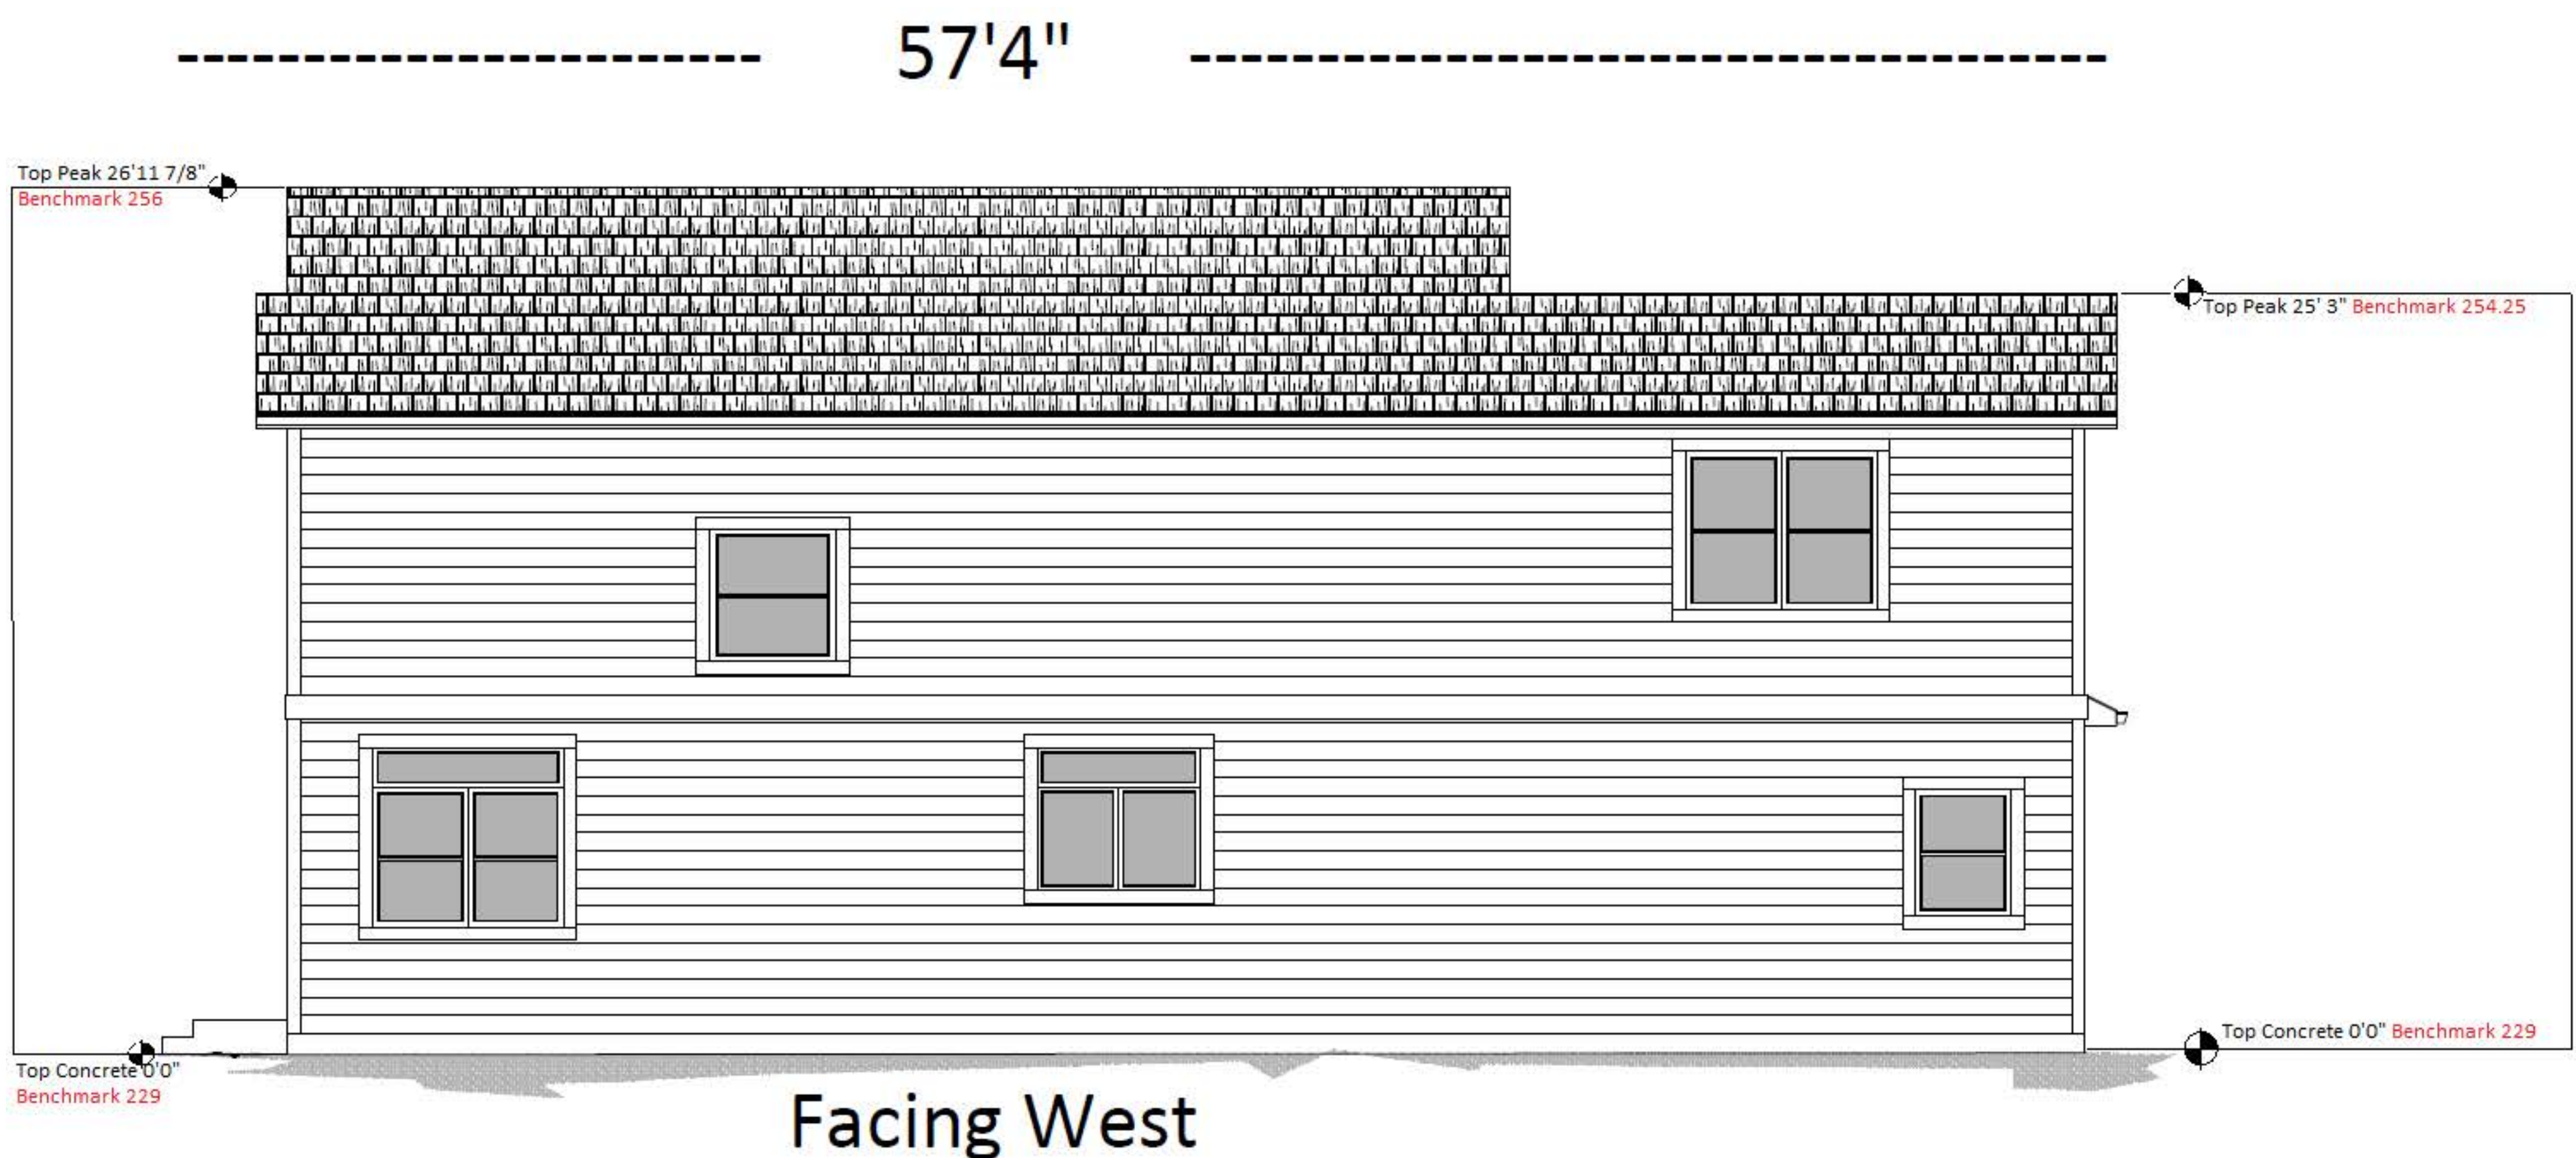 57'4"
Top Peak 26'11 7/8"
Benchmark 256
Top Peak 25' 3" Benchmark 254.25
Top Concrete 0'0" Benchmark 229
Top Concrete 0'0"
Benchmark 229
Facing West